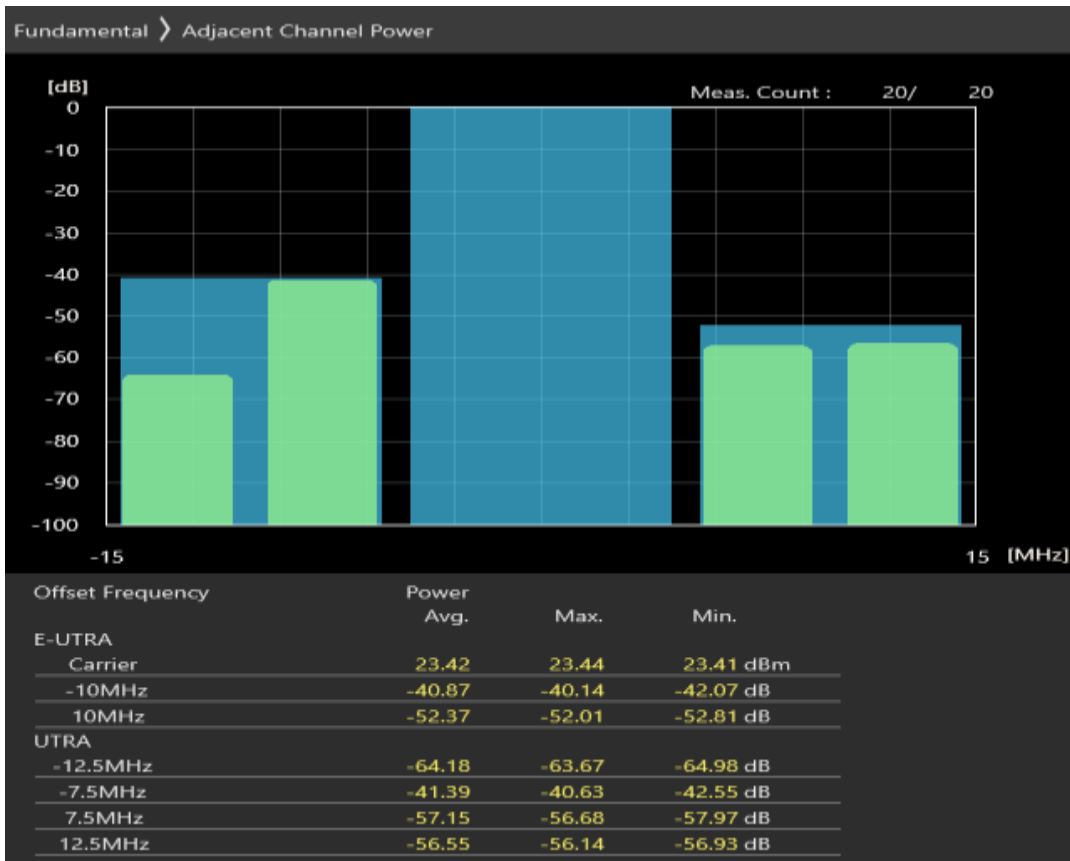 Fundamental ❯ Adjacent Channel Power
[dB]
Meas. Count : 20/ 20
0
-10
-20
-30
-40
-50
-60
-70
-80
-90
-100
-15 15 [MHz]
Offset Frequency Power
Avg. Max. Min.
E-UTRA
Carrier 23.42 23.44 23.41 dBm
-10MHz -40.87 -40.14 -42.07 dB
10MHz -52.37 -52.01 -52.81 dB
UTRA
-12.5MHz -64.18 -63.67 -64.98 dB
-7.5MHz -41.39 -40.63 -42.55 dB
7.5MHz -57.15 -56.68 -57.97 dB
12.5MHz -56.55 -56.14 -56.93 dB